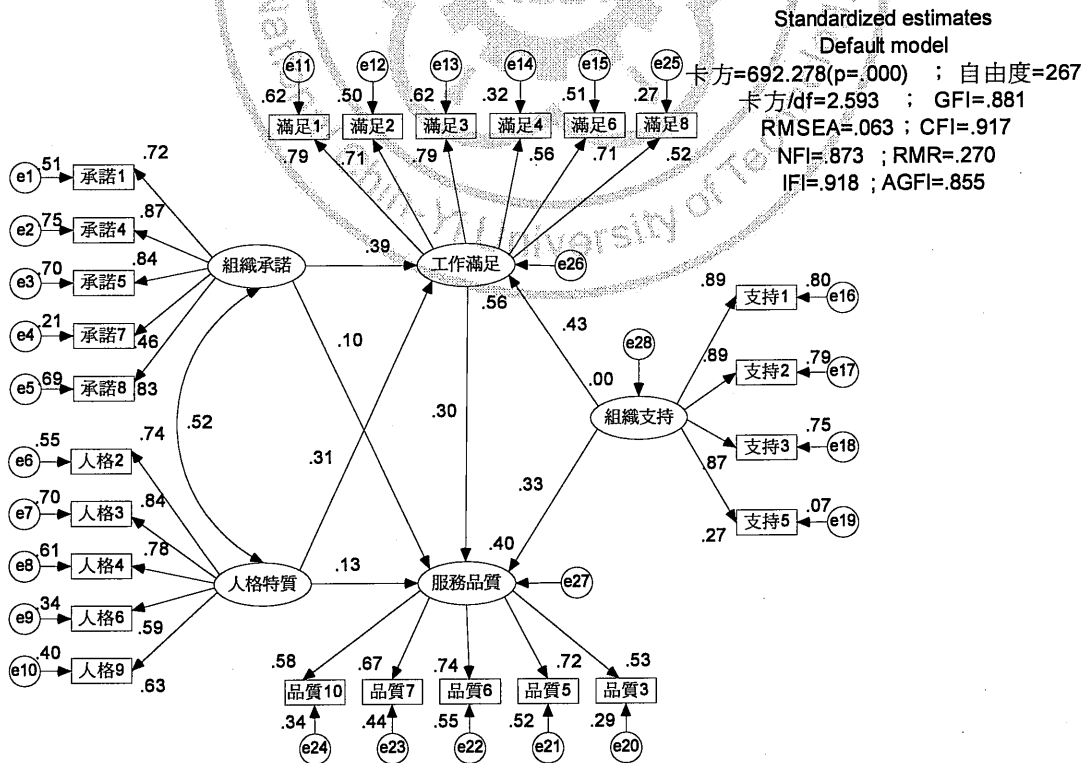 Standardized estimates
Default model
卡方=692.278(p=.000) ; 自由度=267
卡方/df=2.593 ; GFI=.881
RMSEA=.063 ; CFI=.917
NFI=.873 ; RMR=.270
IFI=.918 ; AGFI=.855
e11 e12 e13 e14 e15 e25
.62 .50 .62 .32 .51 .27
滿足1 滿足2 滿足3 滿足4 滿足6 滿足8
.79 .71 .79 .56 .71 .52
e1 .51 承諾1 .72
e2 .75 承諾4 .87
e3 .70 承諾5 .84
e4 .21 承諾7 .46
e5 .69 承諾8 .83
組織承諾 .39 工作滿足 e26
.56
.10 .43
e28
.00
組織支持
.89 支持1 .80 e16
.89 支持2 .79 e17
.87 支持3 .75 e18
.27 支持5 .07 e19
.52 .30
.31 .33
e6 .55 人格2 .74
e7 .70 人格3 .84
e8 .61 人格4 .78
e9 .34 人格6 .59
e10 .40 人格9 .63
.40
人格特質 .13 服務品質 e27
.58 .67 .74 .72 .53
品質10 品質7 品質6 品質5 品質3
.34 .44 .55 .52 .29
e24 e23 e22 e21 e20
Chin-Yi University of Tec